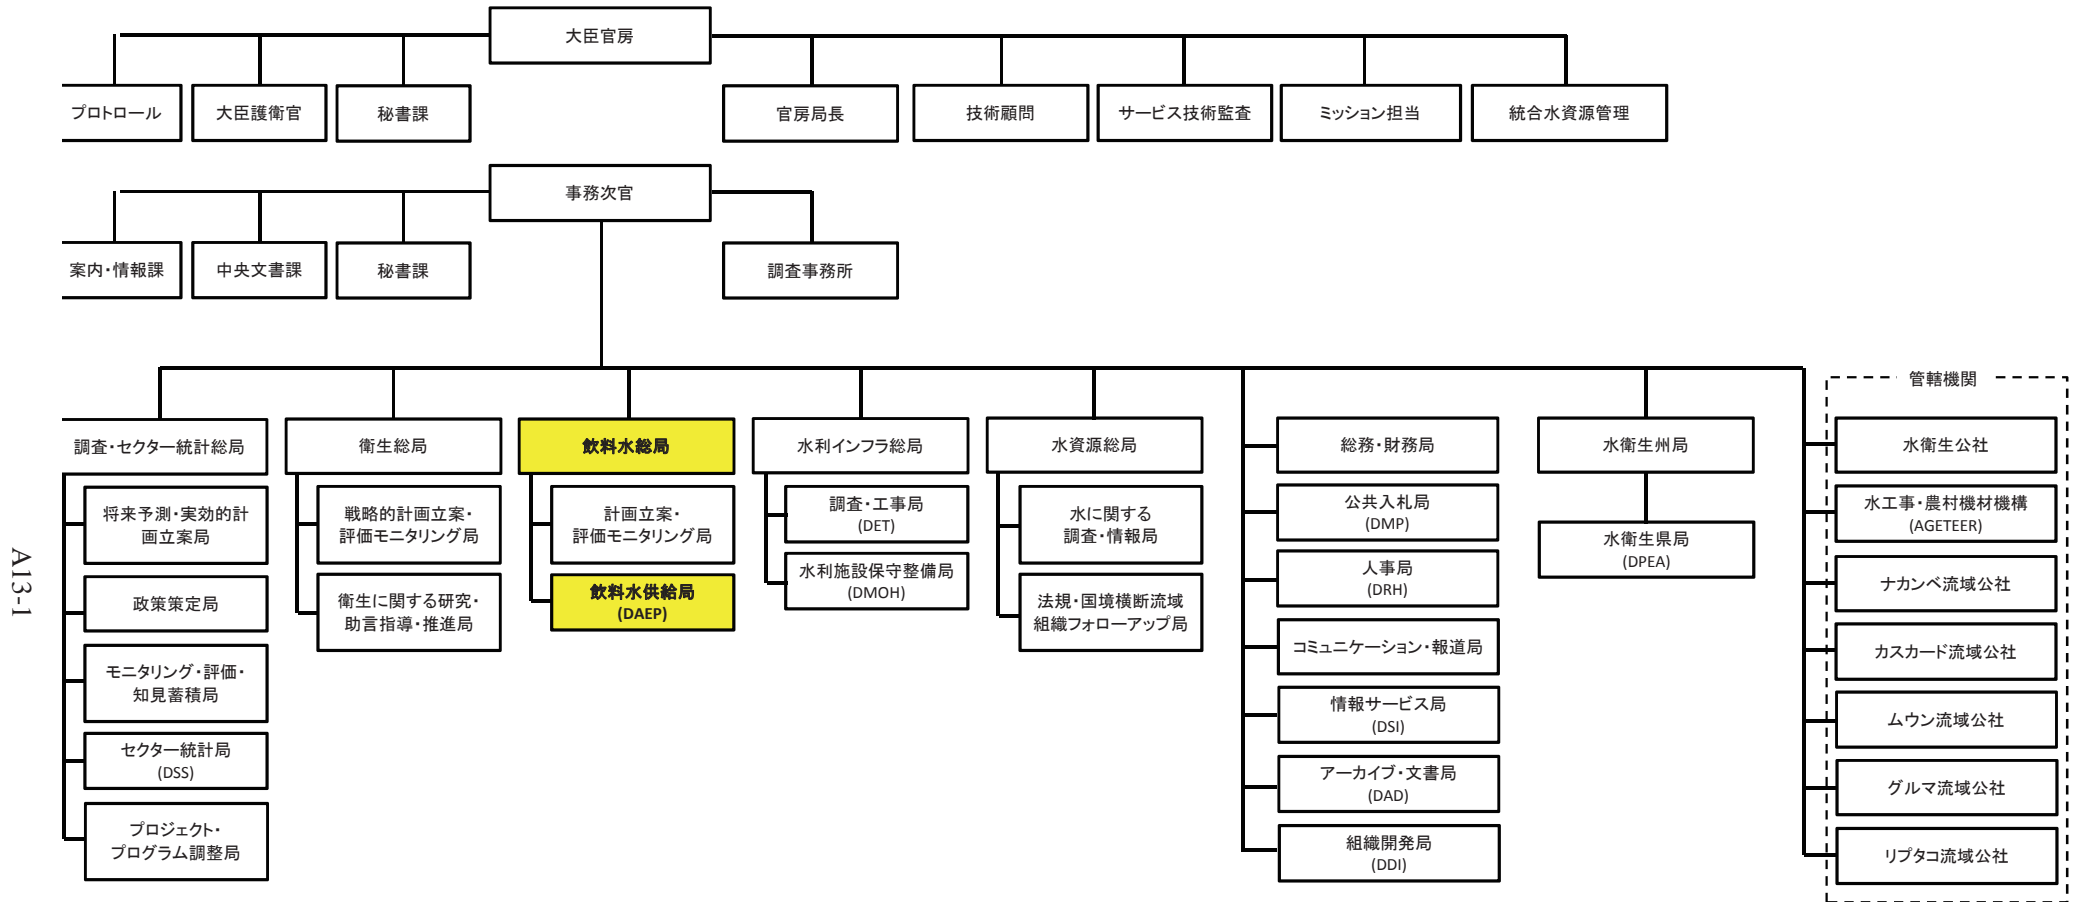 大臣官房
プロトロール
大臣護衛官
秘書課
官房局長
技術顧問
サービス技術監査
ミッション担当
統合水資源管理
事務次官
案内・情報課
中央文書課
秘書課
調査事務所
管轄機関
調査・セクター統計総局
将来予測・実効的計
画立案局
政策策定局
モニタリング・評価・
知見蓄積局
セクター統計局
(DSS)
プロジェクト・
プログラム調整局
衛生総局
戦略的計画立案・
評価モニタリング局
衛生に関する研究・
助言指導・推進局
飲料水総局
計画立案・
評価モニタリング局
飲料水供給局
(DAEP)
水利インフラ総局
調査・工事局
(DET)
水利施設保守整備局
(DMOH)
水資源総局
水に関する
調査・情報局
法規・国境横断流域
組織フォローアップ局
総務・財務局
公共入札局
(DMP)
人事局
(DRH)
コミュニケーション・報道局
情報サービス局
(DSI)
アーカイブ・文書局
(DAD)
組織開発局
(DDI)
水衛生州局
水衛生県局
(DPEA)
水衛生公社
水工事・農村機材機構
(AGETEER)
ナカンベ流域公社
カスカード流域公社
ムウン流域公社
グルマ流域公社
リプタコ流域公社
A13-1